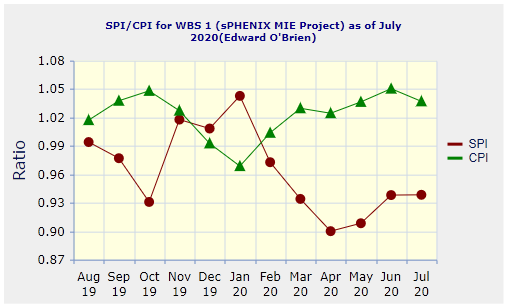 SPI/CPI for WBS 1 (sPHENIX MIE Project) as of July
2020(Edward O'Brien)
1.08
1.05
1.02
0.99
0.96
0.93
0.90
0.87
Ratio
SPI
CPI
Aug Sep Oct Nov Dec Jan Feb Mar Apr May Jun Jul
19 19 19 19 19 20 20 20 20 20 20 20